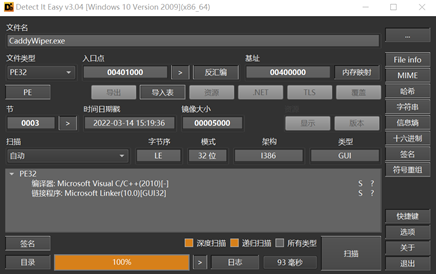 Detect It Easy v3.04 [Windows 10 Version 2009](x86_64)
文件名
CaddyWiper.exe ...
文件类型 入口点 基址 File info
PE32 00401000 > 反汇编 00400000 内存映射 MIME
PE 导出 导入表 资源 .NET TLS 覆盖 哈希
节 时间日期戳 镜像大小 字符串
0003 > 2022-03-14 15:19:36 00005000 显示 版本 信息熵
扫描 字节序 模式 架构 类型 十六进制
自动 LE 32 位 I386 GUI 签名
PE32 符号重组
编译器: Microsoft Visual C/C++(2010)[-] S ?
链接程序: Microsoft Linker(10.0)[GUI32] S ?
快捷键
签名 深度扫描 递归扫描 所有类型 扫描 选项
关于
目录 100% > 日志 93 毫秒 退出